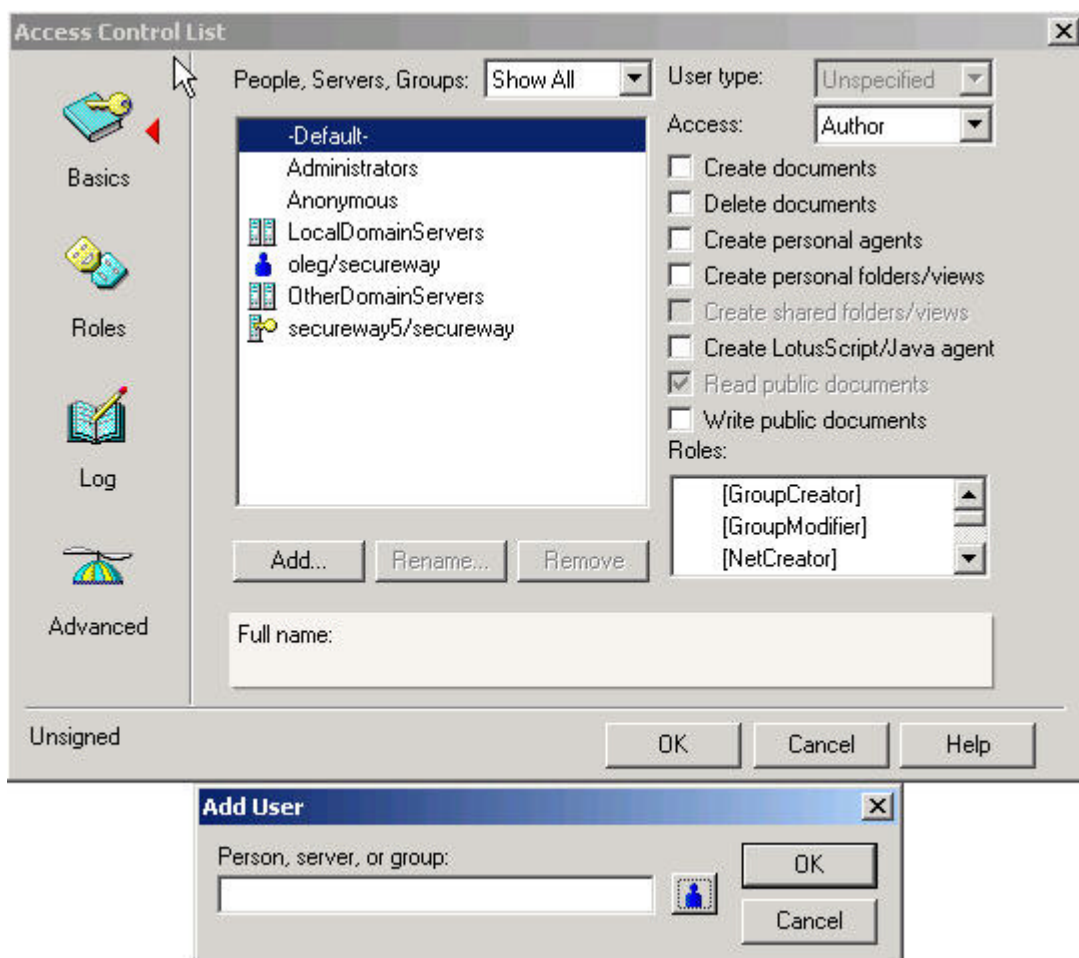 Access Control List
Basics
Roles
Log
Advanced
People, Servers, Groups: Show All
-Default-
Administrators
Anonymous
LocalDomainServers
oleg/secureway
OtherDomainServers
secureway5/secureway
Add... Rename... Remove
User type: Unspecified
Access: Author
Create documents
Delete documents
Create personal agents
Create personal folders/views
Create shared folders/views
Create LotusScript/Java agent
Read public documents
Write public documents
Roles:
[GroupCreator]
[GroupModifier]
[NetCreator]
Full name:
Unsigned
OK Cancel Help
Add User
Person, server, or group:
OK
Cancel